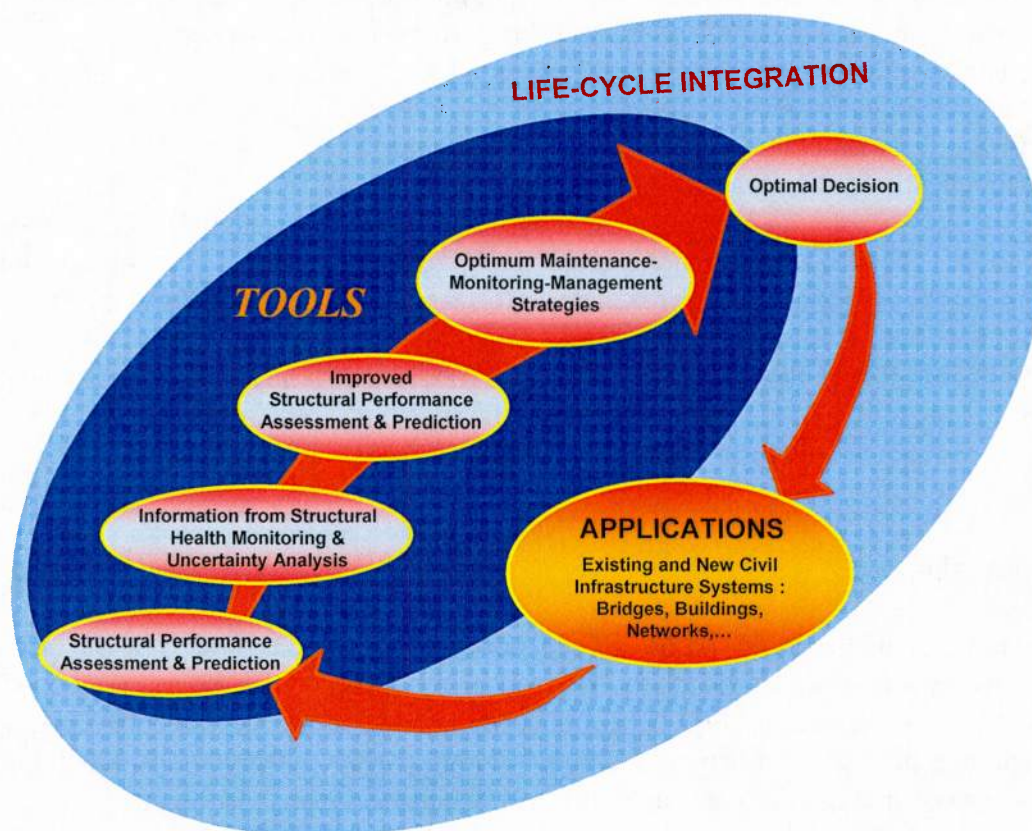 LIFE-CYCLE INTEGRATION
Optimal Decision
Optimum Maintenance-
Monitoring-Management
Strategies
TOOLS
Improved
Structural Performance
Assessment & Prediction
Information from Structural
Health Monitoring &
Uncertainty Analysis
APPLICATIONS
Existing and New Civil
Infrastructure Systems :
Bridges, Buildings,
Networks,...
Structural Performance
Assessment & Prediction